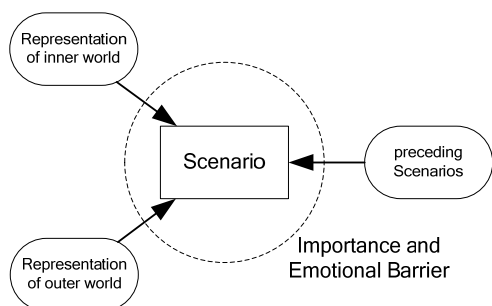 Representation
of inner world
Scenario
preceding
Scenarios
Importance and
Emotional Barrier
Representation
of outer world